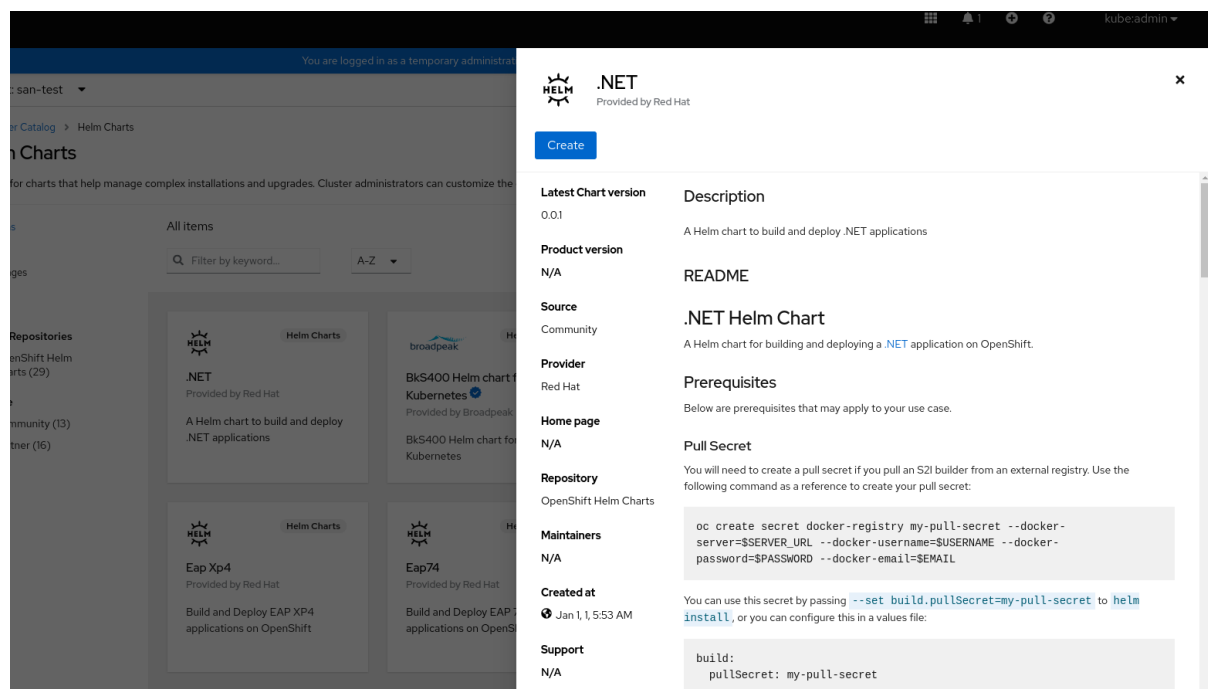 1
kube:admin
You are logged in as a temporary administrat
: san-test
er Catalog > Helm Charts
n Charts
for charts that help manage complex installations and upgrades. Cluster administrators can customize the
All items
Filter by keyword...
A-Z
ges
Repositories
enShift Helm
arts (29)
mmunity (13)
tner (16)
HELM
Helm Charts
.NET
Provided by Red Hat
A Helm chart to build and deploy
.NET applications
broadpeak
He
BkS400 Helm chart f
Kubernetes
Provided by Broadpeak
BkS400 Helm chart for
Kubernetes
HELM
Helm Charts
Eap Xp4
Provided by Red Hat
Build and Deploy EAP XP4
applications on OpenShift
HELM
He
Eap74
Provided by Red Hat
Build and Deploy EAP 7
applications on OpenS
HELM
.NET
Provided by Red Hat
Create
Latest Chart version
0.0.1
Product version
N/A
Source
Community
Provider
Red Hat
Home page
N/A
Repository
OpenShift Helm Charts
Maintainers
N/A
Created at
Jan 1, 1, 5:53 AM
Support
N/A
Description
A Helm chart to build and deploy .NET applications
README
.NET Helm Chart
A Helm chart for building and deploying a .NET application on OpenShift.
Prerequisites
Below are prerequisites that may apply to your use case.
Pull Secret
You will need to create a pull secret if you pull an S2I builder from an external registry. Use the
following command as a reference to create your pull secret:
oc create secret docker-registry my-pull-secret --docker-
server=$SERVER_URL --docker-username=$USERNAME --docker-
password=$PASSWORD --docker-email=$EMAIL
You can use this secret by passing --set build.pullSecret=my-pull-secret to helm
install, or you can configure this in a values file:
build:
  pullSecret: my-pull-secret